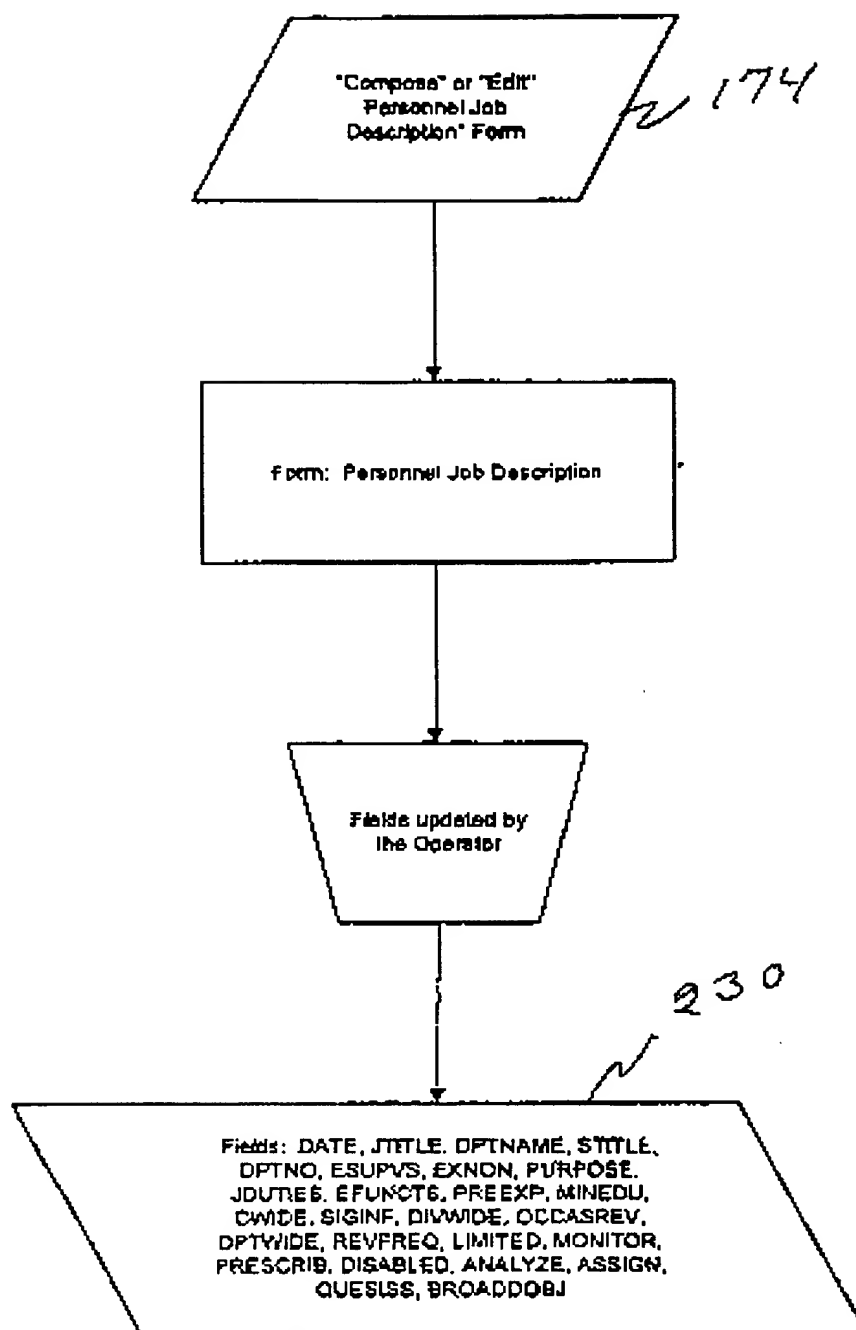 "Compose" or "Edit"
Personnel Job
Description" Form
174
Form: Personnel Job Description
Fields updated by
the Operator
230
Fields: DATE, JTITLE, DPTNAME, STITLE,
DPTNO, ESUPVS, EXNON, PURPOSE,
JDUTIES, EFUNCTS, PREEXP, MINEDU,
CWIDE, SIGINF, DIVWIDE, OCCASREV,
DPTWIDE, REVFREQ, LIMITED, MONITOR,
PRESCRIB, DISABLED, ANALYZE, ASSIGN,
QUESISS, BROADDOBJ